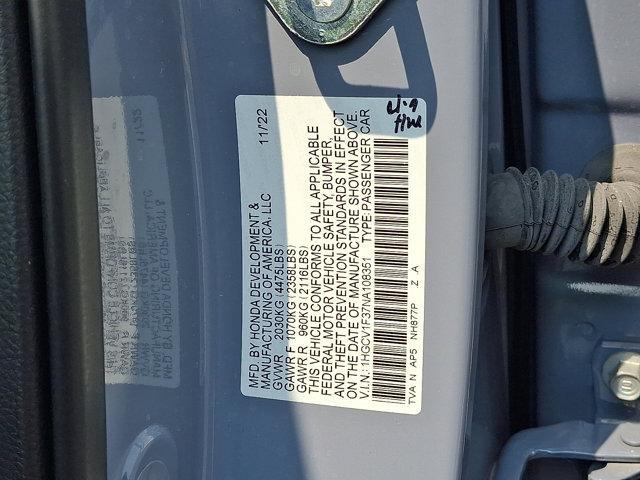 MFD. BY HONDA DEVELOPMENT & 11/22
MANUFACTURING OF AMERICA, LLC
GVWR 2030KG (4475LBS)
GAWR F 1070KG (2358LBS)
GAWR R 960KG (2116LBS)
THIS VEHICLE CONFORMS TO ALL APPLICABLE
FEDERAL MOTOR VEHICLE SAFETY, BUMPER,
AND THEFT PREVENTION STANDARDS IN EFFECT
ON THE DATE OF MANUFACTURE SHOWN ABOVE.
V.I.N.: 1HGCV1F37NA108351 TYPE:PASSENGER CAR
TVA N AP5 NH877P Z A